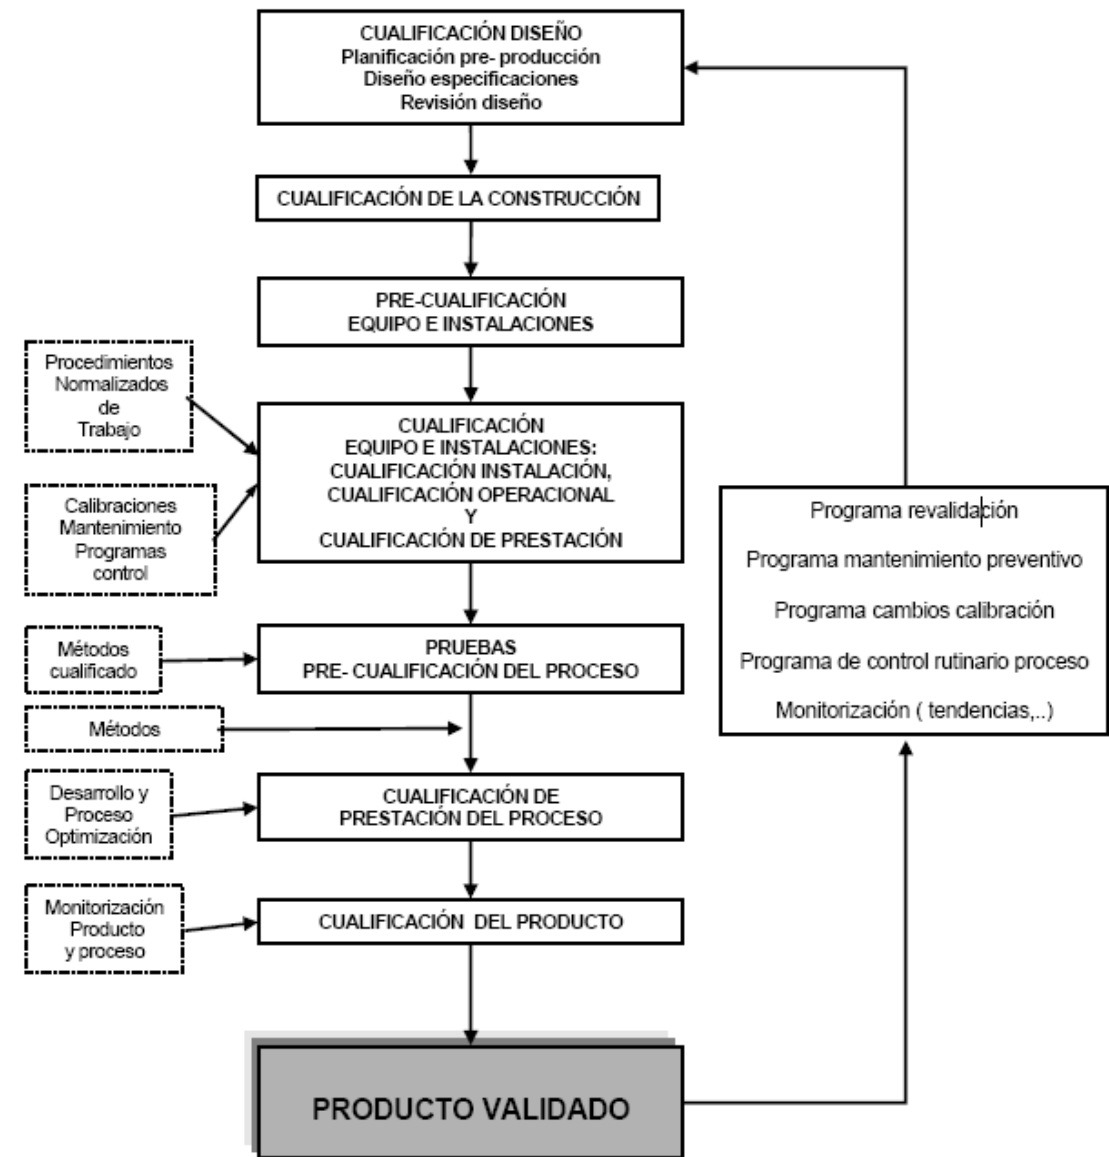 CUALIFICACIÓN DISEÑO
Planificación pre- producción
Diseño especificaciones
Revisión diseño
CUALIFICACIÓN DE LA CONSTRUCCIÓN
PRE-CUALIFICACIÓN
EQUIPO E INSTALACIONES
Procedimientos
Normalizados
de
Trabajo
CUALIFICACIÓN
EQUIPO E INSTALACIONES:
CUALIFICACIÓN INSTALACIÓN,
CUALIFICACIÓN OPERACIONAL
Y
CUALIFICACIÓN DE PRESTACIÓN
Calibraciones
Mantenimiento
Programas
control
Métodos
cualificado
PRUEBAS
PRE- CUALIFICACIÓN DEL PROCESO
Métodos
Desarrollo y
Proceso
Optimización
CUALIFICACIÓN DE
PRESTACIÓN DEL PROCESO
Monitorización
Producto
y proceso
CUALIFICACIÓN DEL PRODUCTO
PRODUCTO VALIDADO
Programa revalidación
Programa mantenimiento preventivo
Programa cambios calibración
Programa de control rutinario proceso
Monitorización ( tendencias,..)